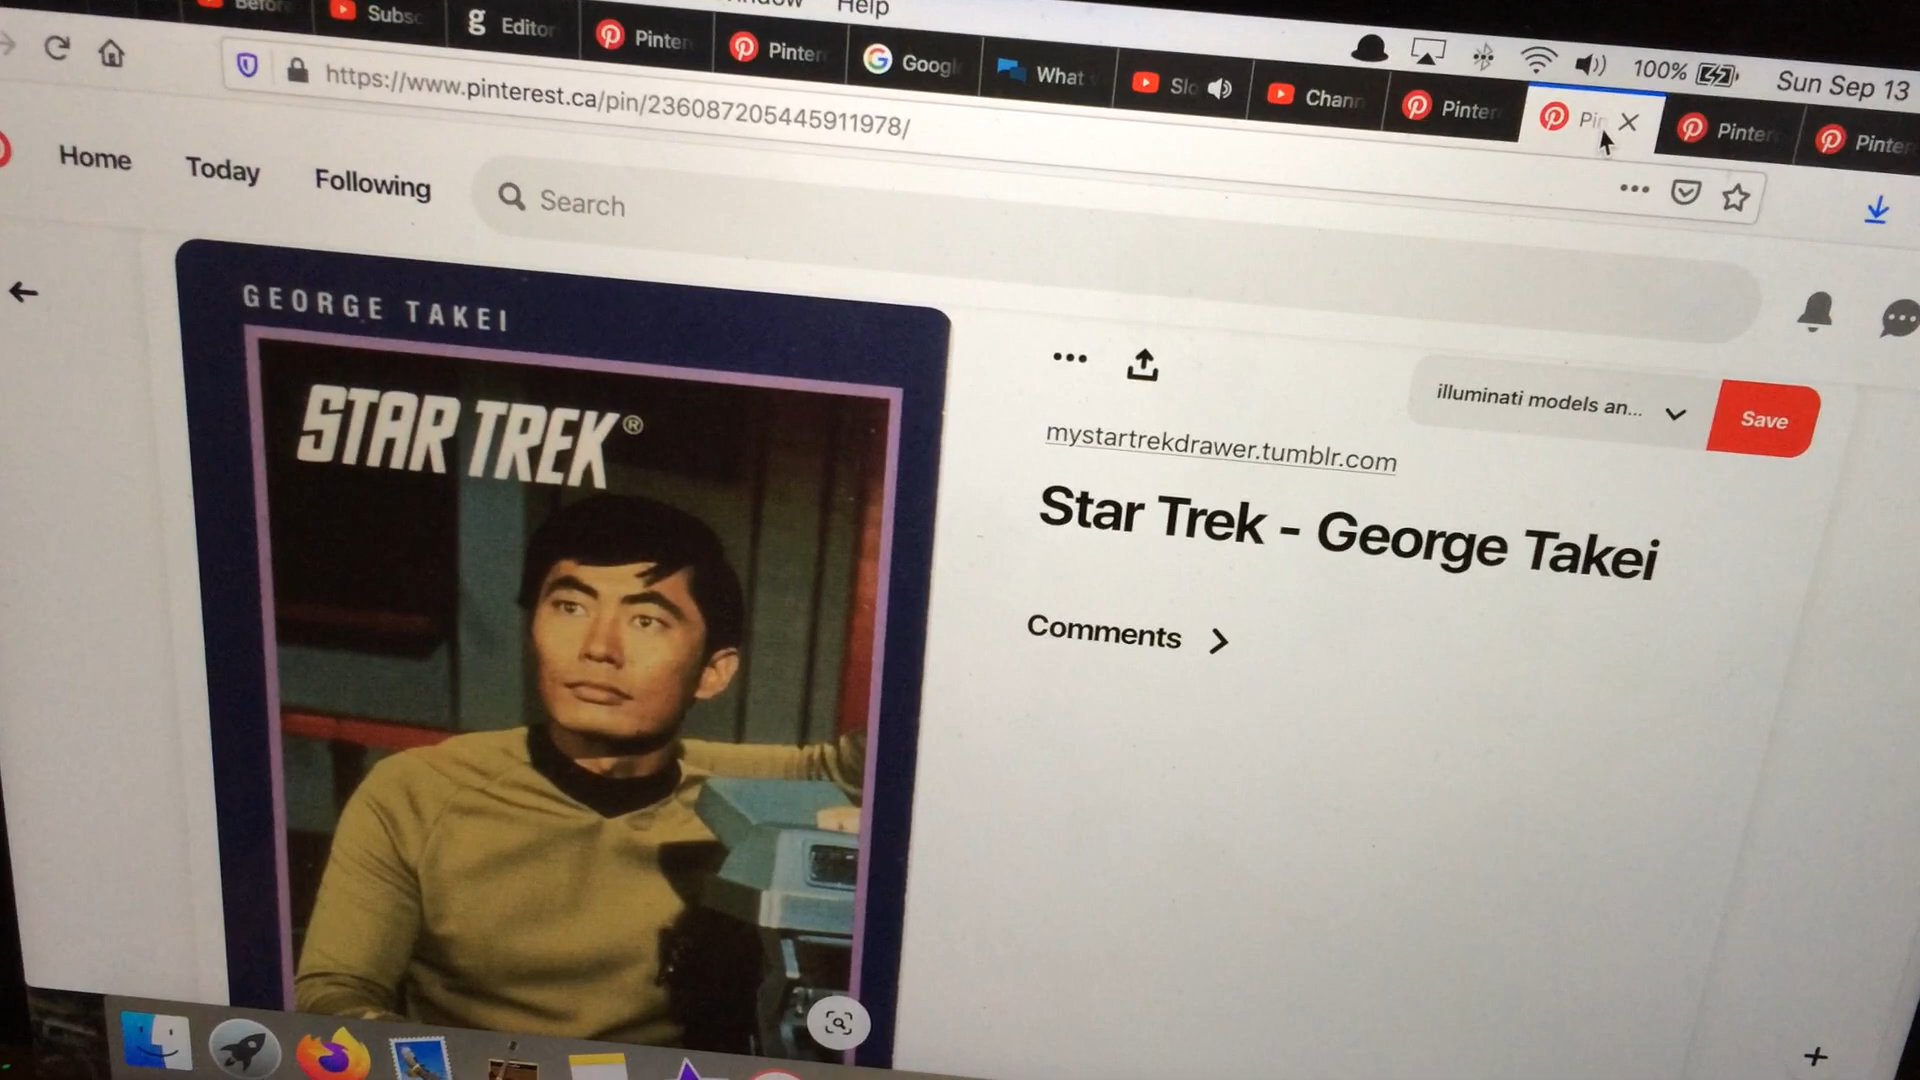 Help
Subsc
g Editor
Pinter
Pinter
Googl
What
Slo
Chann
Pinter
Pin
Pinter
Pinter
100%
Sun Sep 13
https://www.pinterest.ca/pin/236087205445911978/
Home
Today
Following
Search
GEORGE TAKEI
STAR TREK®
illuminati models an...
Save
mystartrekdrawer.tumblr.com
Star Trek - George Takei
Comments